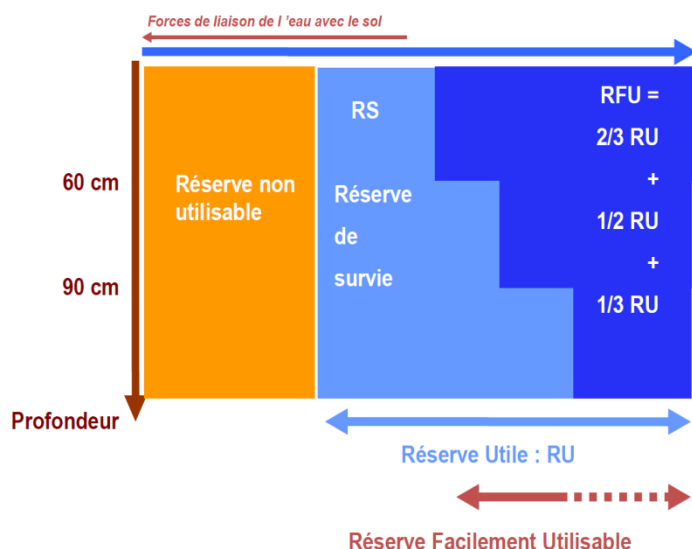 Forces de liaison de l 'eau avec le sol
RS
RFU =
2/3 RU
+
1/2 RU
+
1/3 RU
60 cm
Réserve non
utilisable
Réserve
de
survie
90 cm
Profondeur
Réserve Utile : RU
Réserve Facilement Utilisable